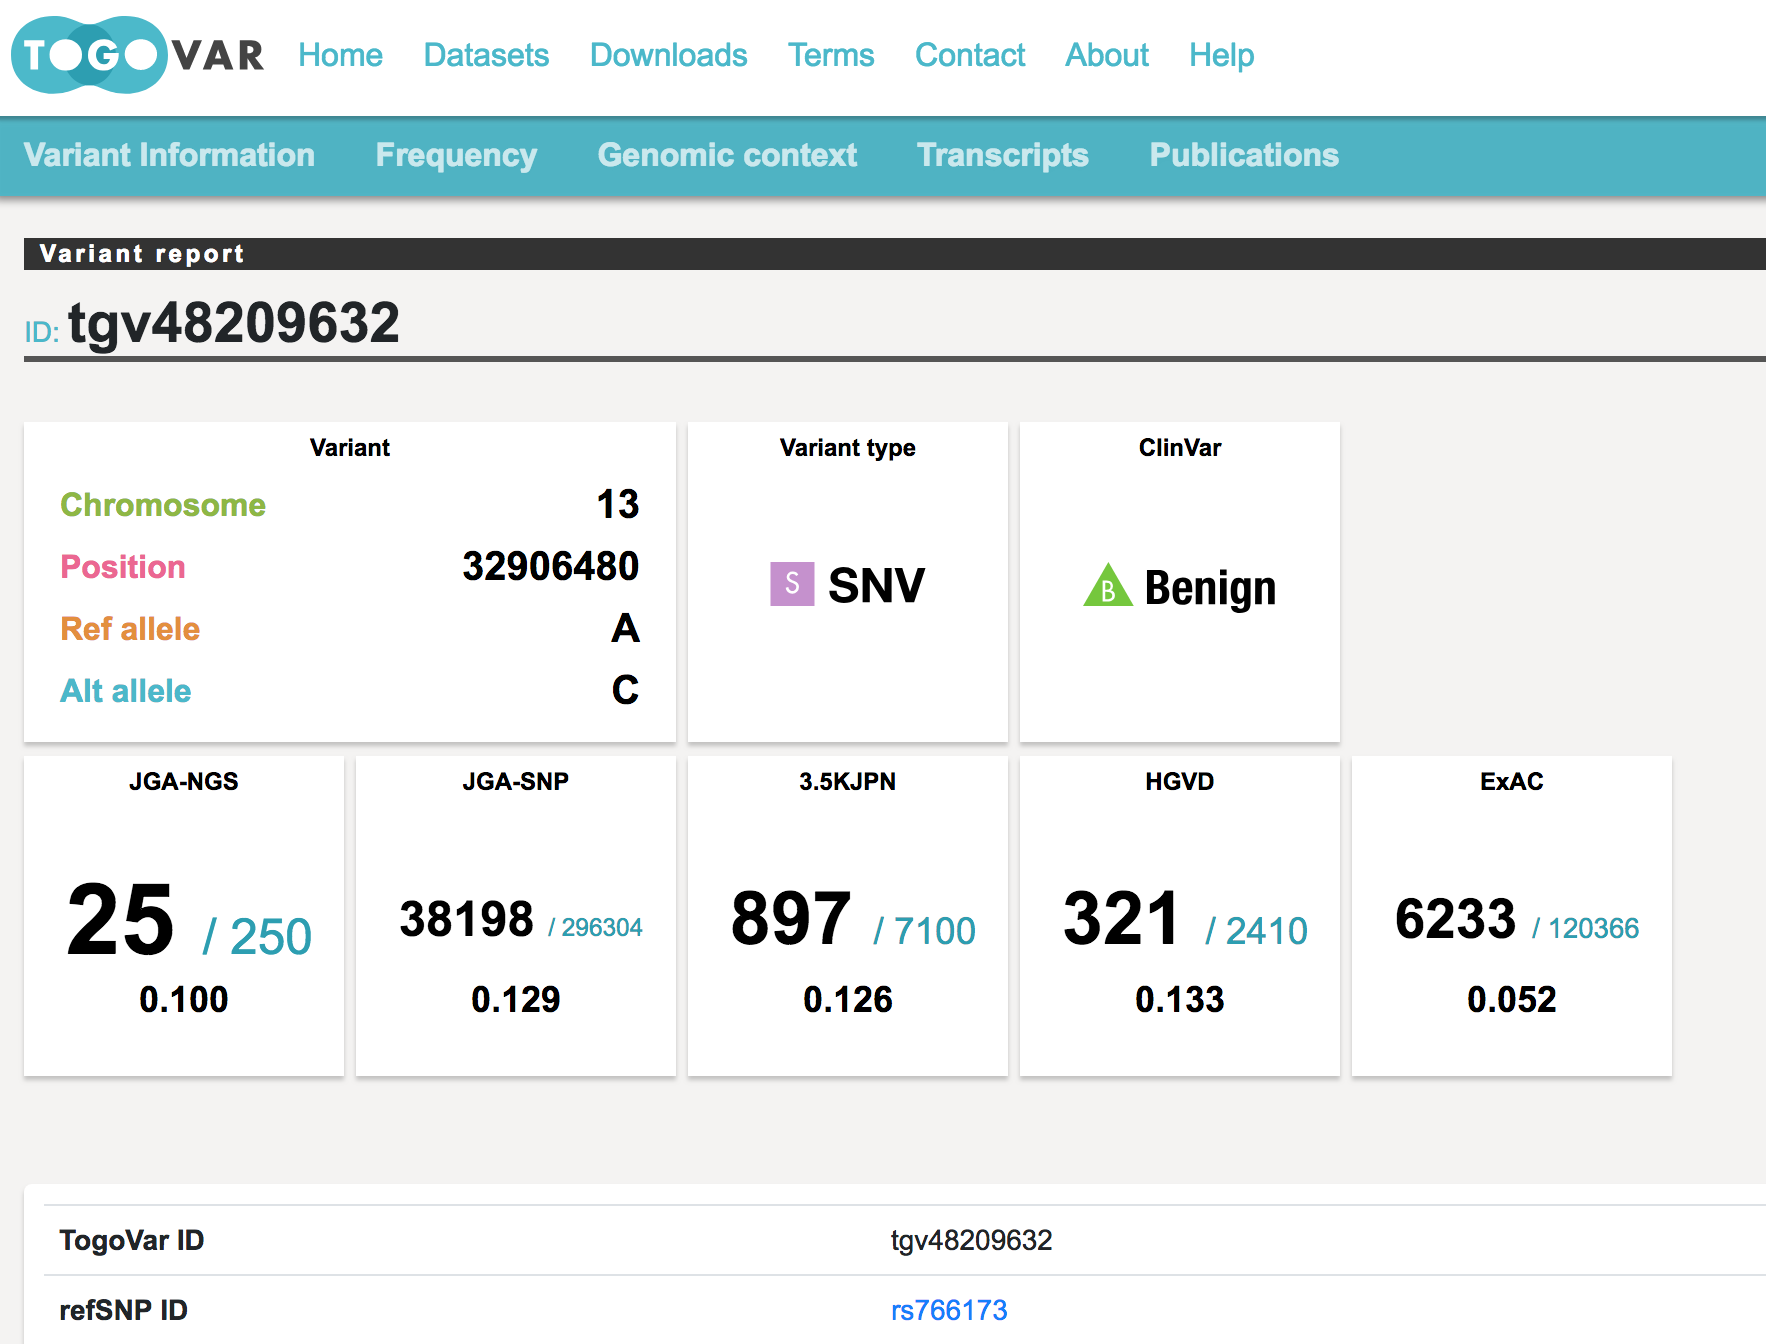 TOGOVAR Home Datasets Downloads Terms Contact About Help
Variant Information Frequency Genomic context Transcripts Publications
Variant report
ID: tgv48209632
Variant
Chromosome 13
Position 32906480
Ref allele A
Alt allele C
Variant type
S SNV
ClinVar
B Benign
JGA-NGS
25 / 250
0.100
JGA-SNP
38198 / 296304
0.129
3.5KJPN
897 / 7100
0.126
HGVD
321 / 2410
0.133
ExAC
6233 / 120366
0.052
TogoVar ID tgv48209632
refSNP ID rs766173